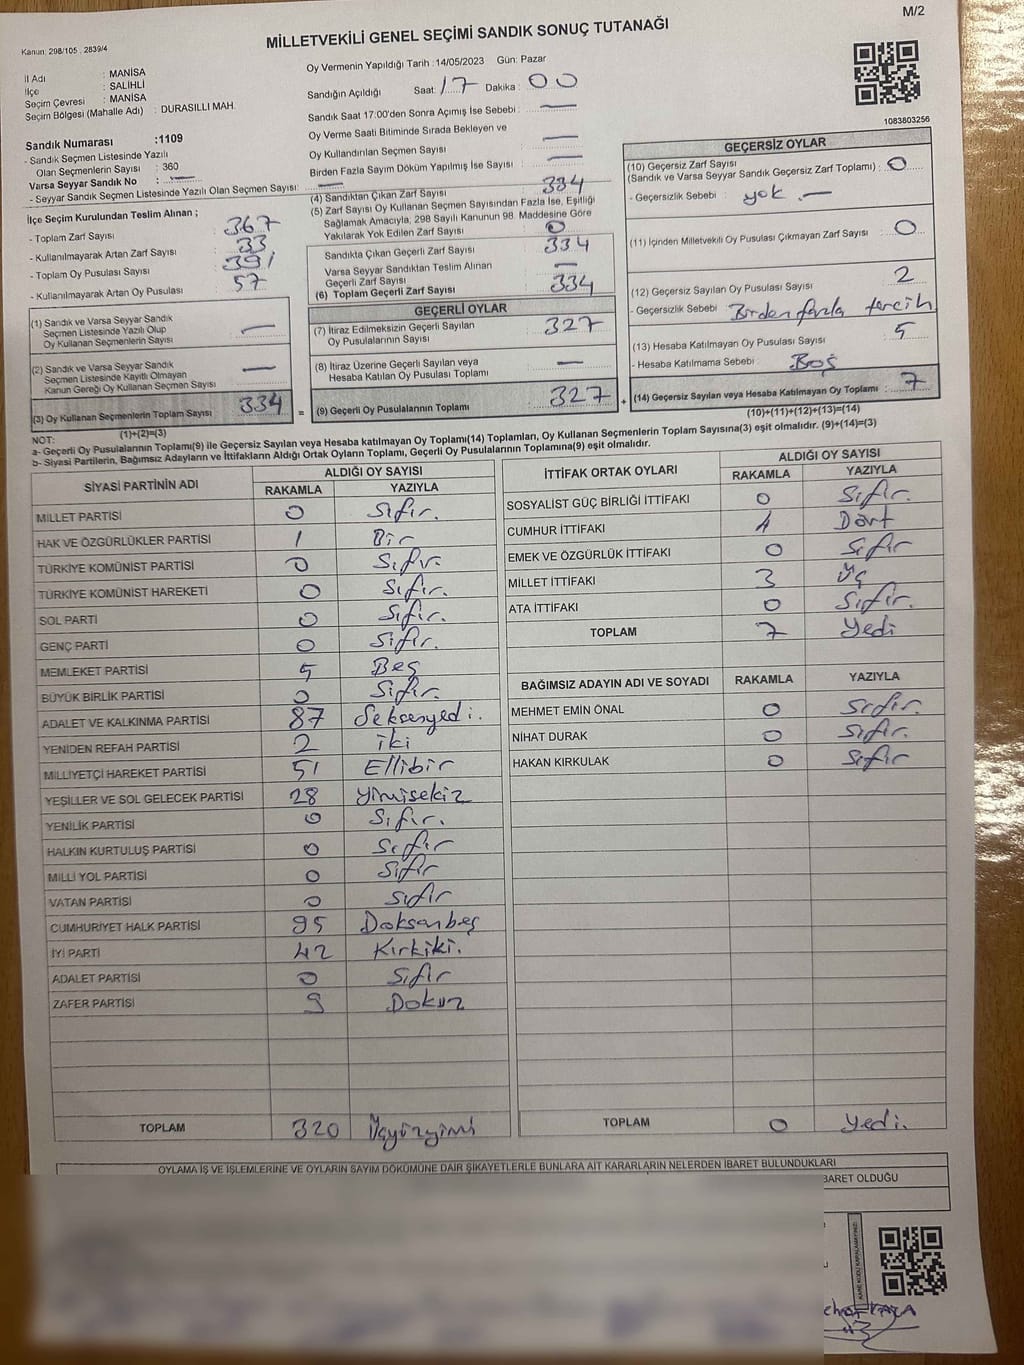 M/2
Kanun: 298/105 . 2839/4
MİLLETVEKİLİ GENEL SEÇİMİ SANDIK SONUÇ TUTANAĞI
İl Adı : MANİSA
İlçe : SALİHLİ
Seçim Çevresi : MANİSA
Seçim Bölgesi (Mahalle Adı) : DURASILLI MAH.
Sandık Numarası :1109
- Sandık Seçmen Listesinde Yazılı
Olan Seçmenlerin Sayısı : 360
Varsa Seyyar Sandık No : —
- Seyyar Sandık Seçmen Listesinde Yazılı Olan Seçmen Sayısı: —
İlçe Seçim Kurulundan Teslim Alınan ;
- Toplam Zarf Sayısı : 367
- Kullanılmayarak Artan Zarf Sayısı : 33
- Toplam Oy Pusulası Sayısı : 391
- Kullanılmayarak Artan Oy Pusulası : 57
(1) Sandık ve Varsa Seyyar Sandık
Seçmen Listesinde Yazılı Olup
Oy Kullanan Seçmenlerin Sayısı : —
(2) Sandık ve Varsa Seyyar Sandık
Seçmen Listesinde Kayıtlı Olmayan
Kanun Gereği Oy Kullanan Seçmen Sayısı : —
(3) Oy Kullanan Seçmenlerin Toplam Sayısı : 334 =
(1)+(2)=(3)
Oy Vermenin Yapıldığı Tarih :14/05/2023 Gün: Pazar
Sandığın Açıldığı Saat: 17 Dakika : 00
Sandık Saat 17:00'den Sonra Açımış İse Sebebi : —
Oy Verme Saati Bitiminde Sırada Bekleyen ve
Oy Kullandırılan Seçmen Sayısı : —
Birden Fazla Sayım Döküm Yapılmış İse Sayısı : —
(4) Sandıktan Çıkan Zarf Sayısı : 334
(5) Zarf Sayısı Oy Kullanan Seçmen Sayısından Fazla İse, Eşitliği
Sağlamak Amacıyla, 298 Sayılı Kanunun 98. Maddesine Göre
Yakılarak Yok Edilen Zarf Sayısı : 0
Sandıkta Çıkan Geçerli Zarf Sayısı : 334
Varsa Seyyar Sandıktan Teslim Alınan
Geçerli Zarf Sayısı : —
(6) Toplam Geçerli Zarf Sayısı : 334
GEÇERLİ OYLAR
(7) İtiraz Edilmeksizin Geçerli Sayılan
Oy Pusulalarının Sayısı : 327
(8) İtiraz Üzerine Geçerli Sayılan veya
Hesaba Katılan Oy Pusulası Toplamı : —
(9) Geçerli Oy Pusulalarının Toplamı : 327 +
1083803256
GEÇERSİZ OYLAR
(10) Geçersiz Zarf Sayısı
(Sandık ve Varsa Seyyar Sandık Geçersiz Zarf Toplamı) : 0
- Geçersizlik Sebebi : yok —
(11) İçinden Milletvekili Oy Pusulası Çıkmayan Zarf Sayısı : 0
(12) Geçersiz Sayılan Oy Pusulası Sayısı : 2
- Geçersizlik Sebebi : Birden fazla tercih
(13) Hesaba Katılmayan Oy Pusulası Sayısı : 5
- Hesaba Katılmama Sebebi : Boş
(14) Geçersiz Sayılan veya Hesaba Katılmayan Oy Toplamı : 7
(10)+(11)+(12)+(13)=(14)
NOT:
a- Geçerli Oy Pusulalarının Toplamı(9) ile Geçersiz Sayılan veya Hesaba katılmayan Oy Toplamı(14) Toplamları, Oy Kullanan Seçmenlerin Toplam Sayısına(3) eşit olmalıdır. (9)+(14)=(3)
b- Siyasi Partilerin, Bağımsız Adayların ve İttifakların Aldığı Ortak Oyların Toplamı, Geçerli Oy Pusulalarının Toplamına(9) eşit olmalıdır.
SİYASİ PARTİNİN ADI ALDIĞI OY SAYISI
RAKAMLA YAZIYLA
MİLLET PARTİSİ 0 Sıfır.
HAK VE ÖZGÜRLÜKLER PARTİSİ 1 Bir
TÜRKİYE KOMÜNİST PARTİSİ 0 Sıfır.
TÜRKİYE KOMÜNİST HAREKETİ 0 Sıfır.
SOL PARTİ 0 Sıfır.
GENÇ PARTİ 0 Sıfır.
MEMLEKET PARTİSİ 5 Beş
BÜYÜK BİRLİK PARTİSİ 0 Sıfır.
ADALET VE KALKINMA PARTİSİ 87 Seksenyedi.
YENİDEN REFAH PARTİSİ 2 iki
MİLLİYETÇİ HAREKET PARTİSİ 51 Ellibir
YEŞİLLER VE SOL GELECEK PARTİSİ 28 yirmisekiz
YENİLİK PARTİSİ 0 Sıfır.
HALKIN KURTULUŞ PARTİSİ 0 Sıfır
MİLLİ YOL PARTİSİ 0 Sıfır
VATAN PARTİSİ 0 sıfır
CUMHURİYET HALK PARTİSİ 95 Doksanbeş
İYİ PARTİ 42 Kırkiki.
ADALET PARTİSİ 0 Sıfır
ZAFER PARTİSİ 9 Dokuz
TOPLAM 320 Üçyüzyirmi
İTTİFAK ORTAK OYLARI ALDIĞI OY SAYISI
RAKAMLA YAZIYLA
SOSYALİST GÜÇ BİRLİĞİ İTTİFAKI 0 Sıfır.
CUMHUR İTTİFAKI 4 Dört
EMEK VE ÖZGÜRLÜK İTTİFAKI 0 Sıfır
MİLLET İTTİFAKI 3 Üç
ATA İTTİFAKI 0 Sıfır.
TOPLAM 7 Yedi
BAĞIMSIZ ADAYIN ADI VE SOYADI RAKAMLA YAZIYLA
MEHMET EMİN ÖNAL 0 Sıfır.
NİHAT DURAK 0 Sıfır.
HAKAN KIRKULAK 0 Sıfır
TOPLAM 0 Yedi.
OYLAMA İŞ VE İŞLEMLERİNE VE OYLARIN SAYIM DÖKÜMÜNE DAİR ŞİKAYETLERLE BUNLARA AİT KARARLARIN NELERDEN İBARET BULUNDUKLARI
BARET OLDUĞU